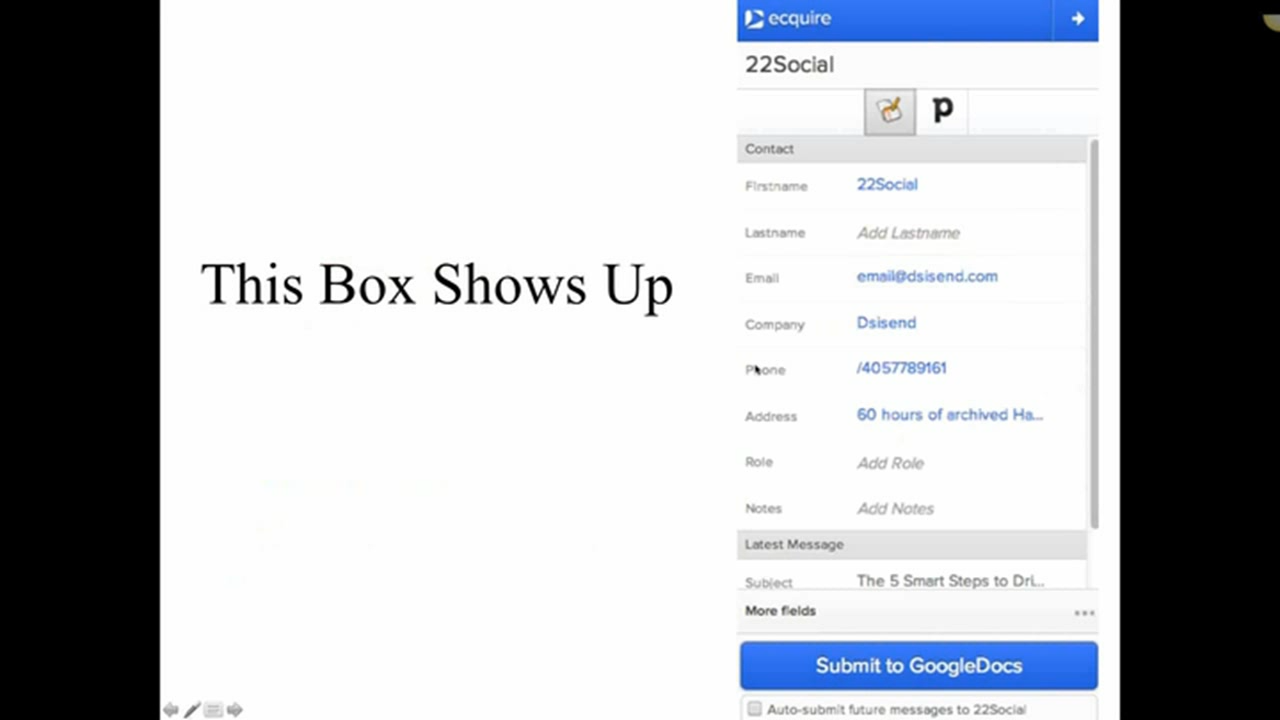 ecquire
22Social
p
Contact
Firstname 22Social
Lastname Add Lastname
Email email@dsisend.com
Company Dsisend
Phone /4057789161
Address 60 hours of archived Ha...
Role Add Role
Notes Add Notes
Latest Message
Subject The 5 Smart Steps to Dri...
More fields
Submit to GoogleDocs
Auto-submit future messages to 22Social
This Box Shows Up